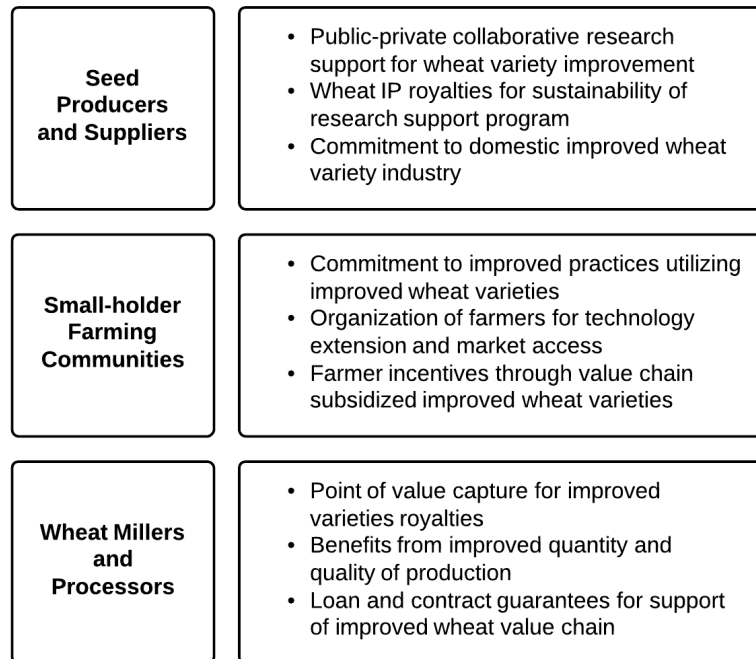 Seed
Producers
and Suppliers
• Public-private collaborative research
support for wheat variety improvement
• Wheat IP royalties for sustainability of
research support program
• Commitment to domestic improved wheat
variety industry
Small-holder
Farming
Communities
• Commitment to improved practices utilizing
improved wheat varieties
• Organization of farmers for technology
extension and market access
• Farmer incentives through value chain
subsidized improved wheat varieties
Wheat Millers
and
Processors
• Point of value capture for improved
varieties royalties
• Benefits from improved quantity and
quality of production
• Loan and contract guarantees for support
of improved wheat value chain